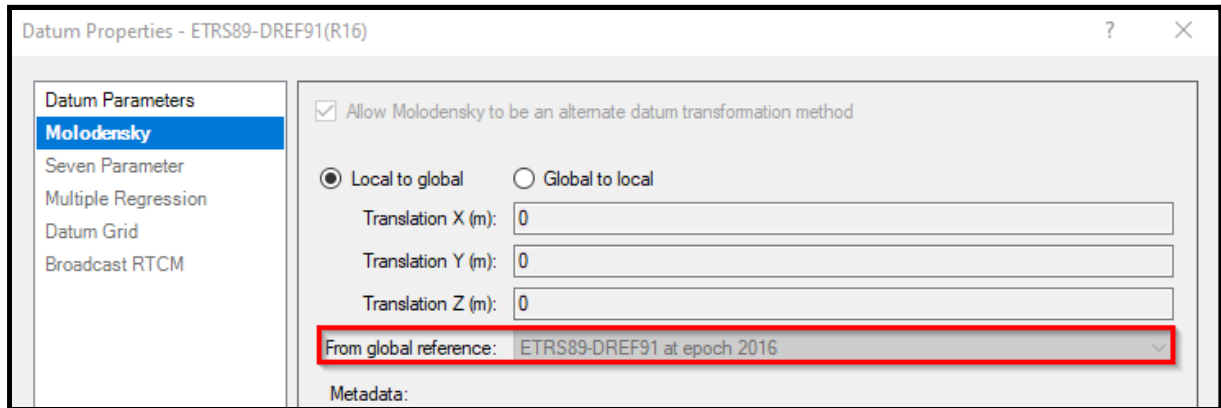 Datum Properties - ETRS89-DREF91(R16)
Datum Parameters
Molodensky
Seven Parameter
Multiple Regression
Datum Grid
Broadcast RTCM
Allow Molodensky to be an alternate datum transformation method
Local to global Global to local
Translation X (m): 0
Translation Y (m): 0
Translation Z (m): 0
From global reference: ETRS89-DREF91 at epoch 2016
Metadata: